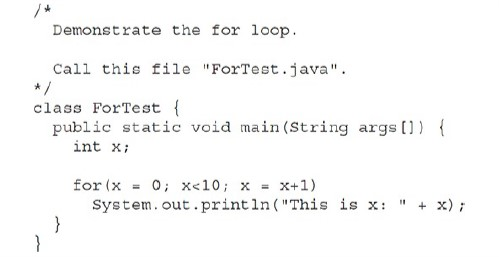 /*
  Demonstrate the for loop.

  Call this file "ForTest.java".
*/
class ForTest {
  public static void main(String args[]) {
    int x;

    for(x = 0; x<10; x = x+1)
      System.out.println("This is x: " + x);
  }
}